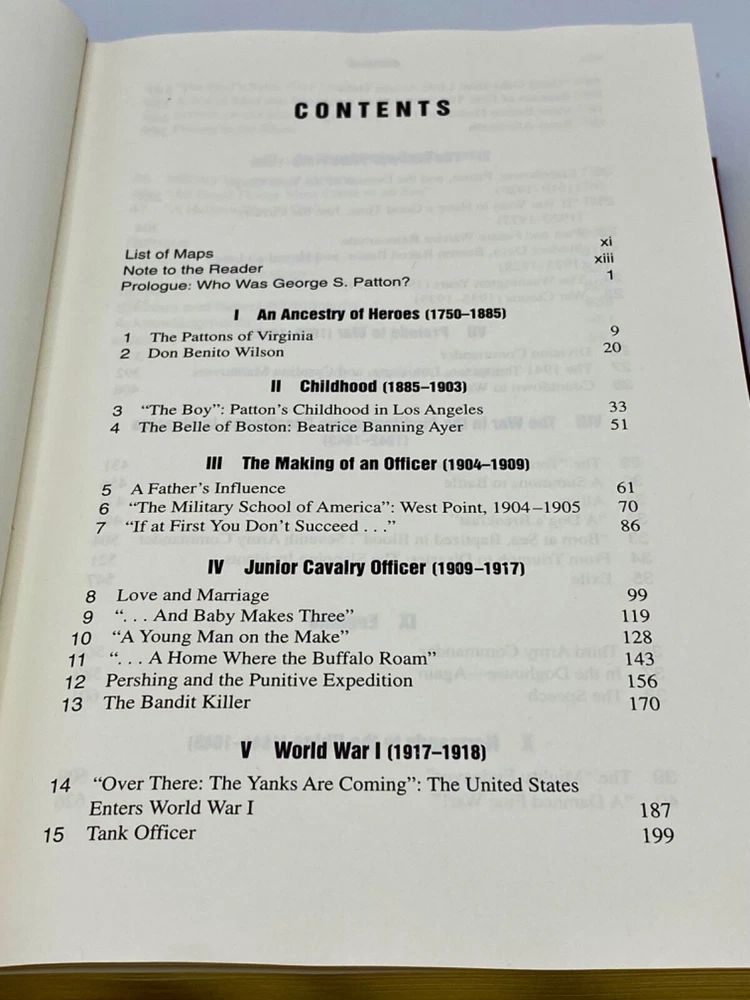 CONTENTS
List of Maps xi
Note to the Reader xiii
Prologue: Who Was George S. Patton? 1
I An Ancestry of Heroes (1750–1885)
1 The Pattons of Virginia 9
2 Don Benito Wilson 20
II Childhood (1885–1903)
3 “The Boy”: Patton’s Childhood in Los Angeles 33
4 The Belle of Boston: Beatrice Banning Ayer 51
III The Making of an Officer (1904–1909)
5 A Father’s Influence 61
6 “The Military School of America”: West Point, 1904–1905 70
7 “If at First You Don’t Succeed . . .” 86
IV Junior Cavalry Officer (1909–1917)
8 Love and Marriage 99
9 “. . . And Baby Makes Three” 119
10 “A Young Man on the Make” 128
11 “. . . A Home Where the Buffalo Roam” 143
12 Pershing and the Punitive Expedition 156
13 The Bandit Killer 170
V World War I (1917–1918)
14 “Over There: The Yanks Are Coming”: The United States
Enters World War I 187
15 Tank Officer 199